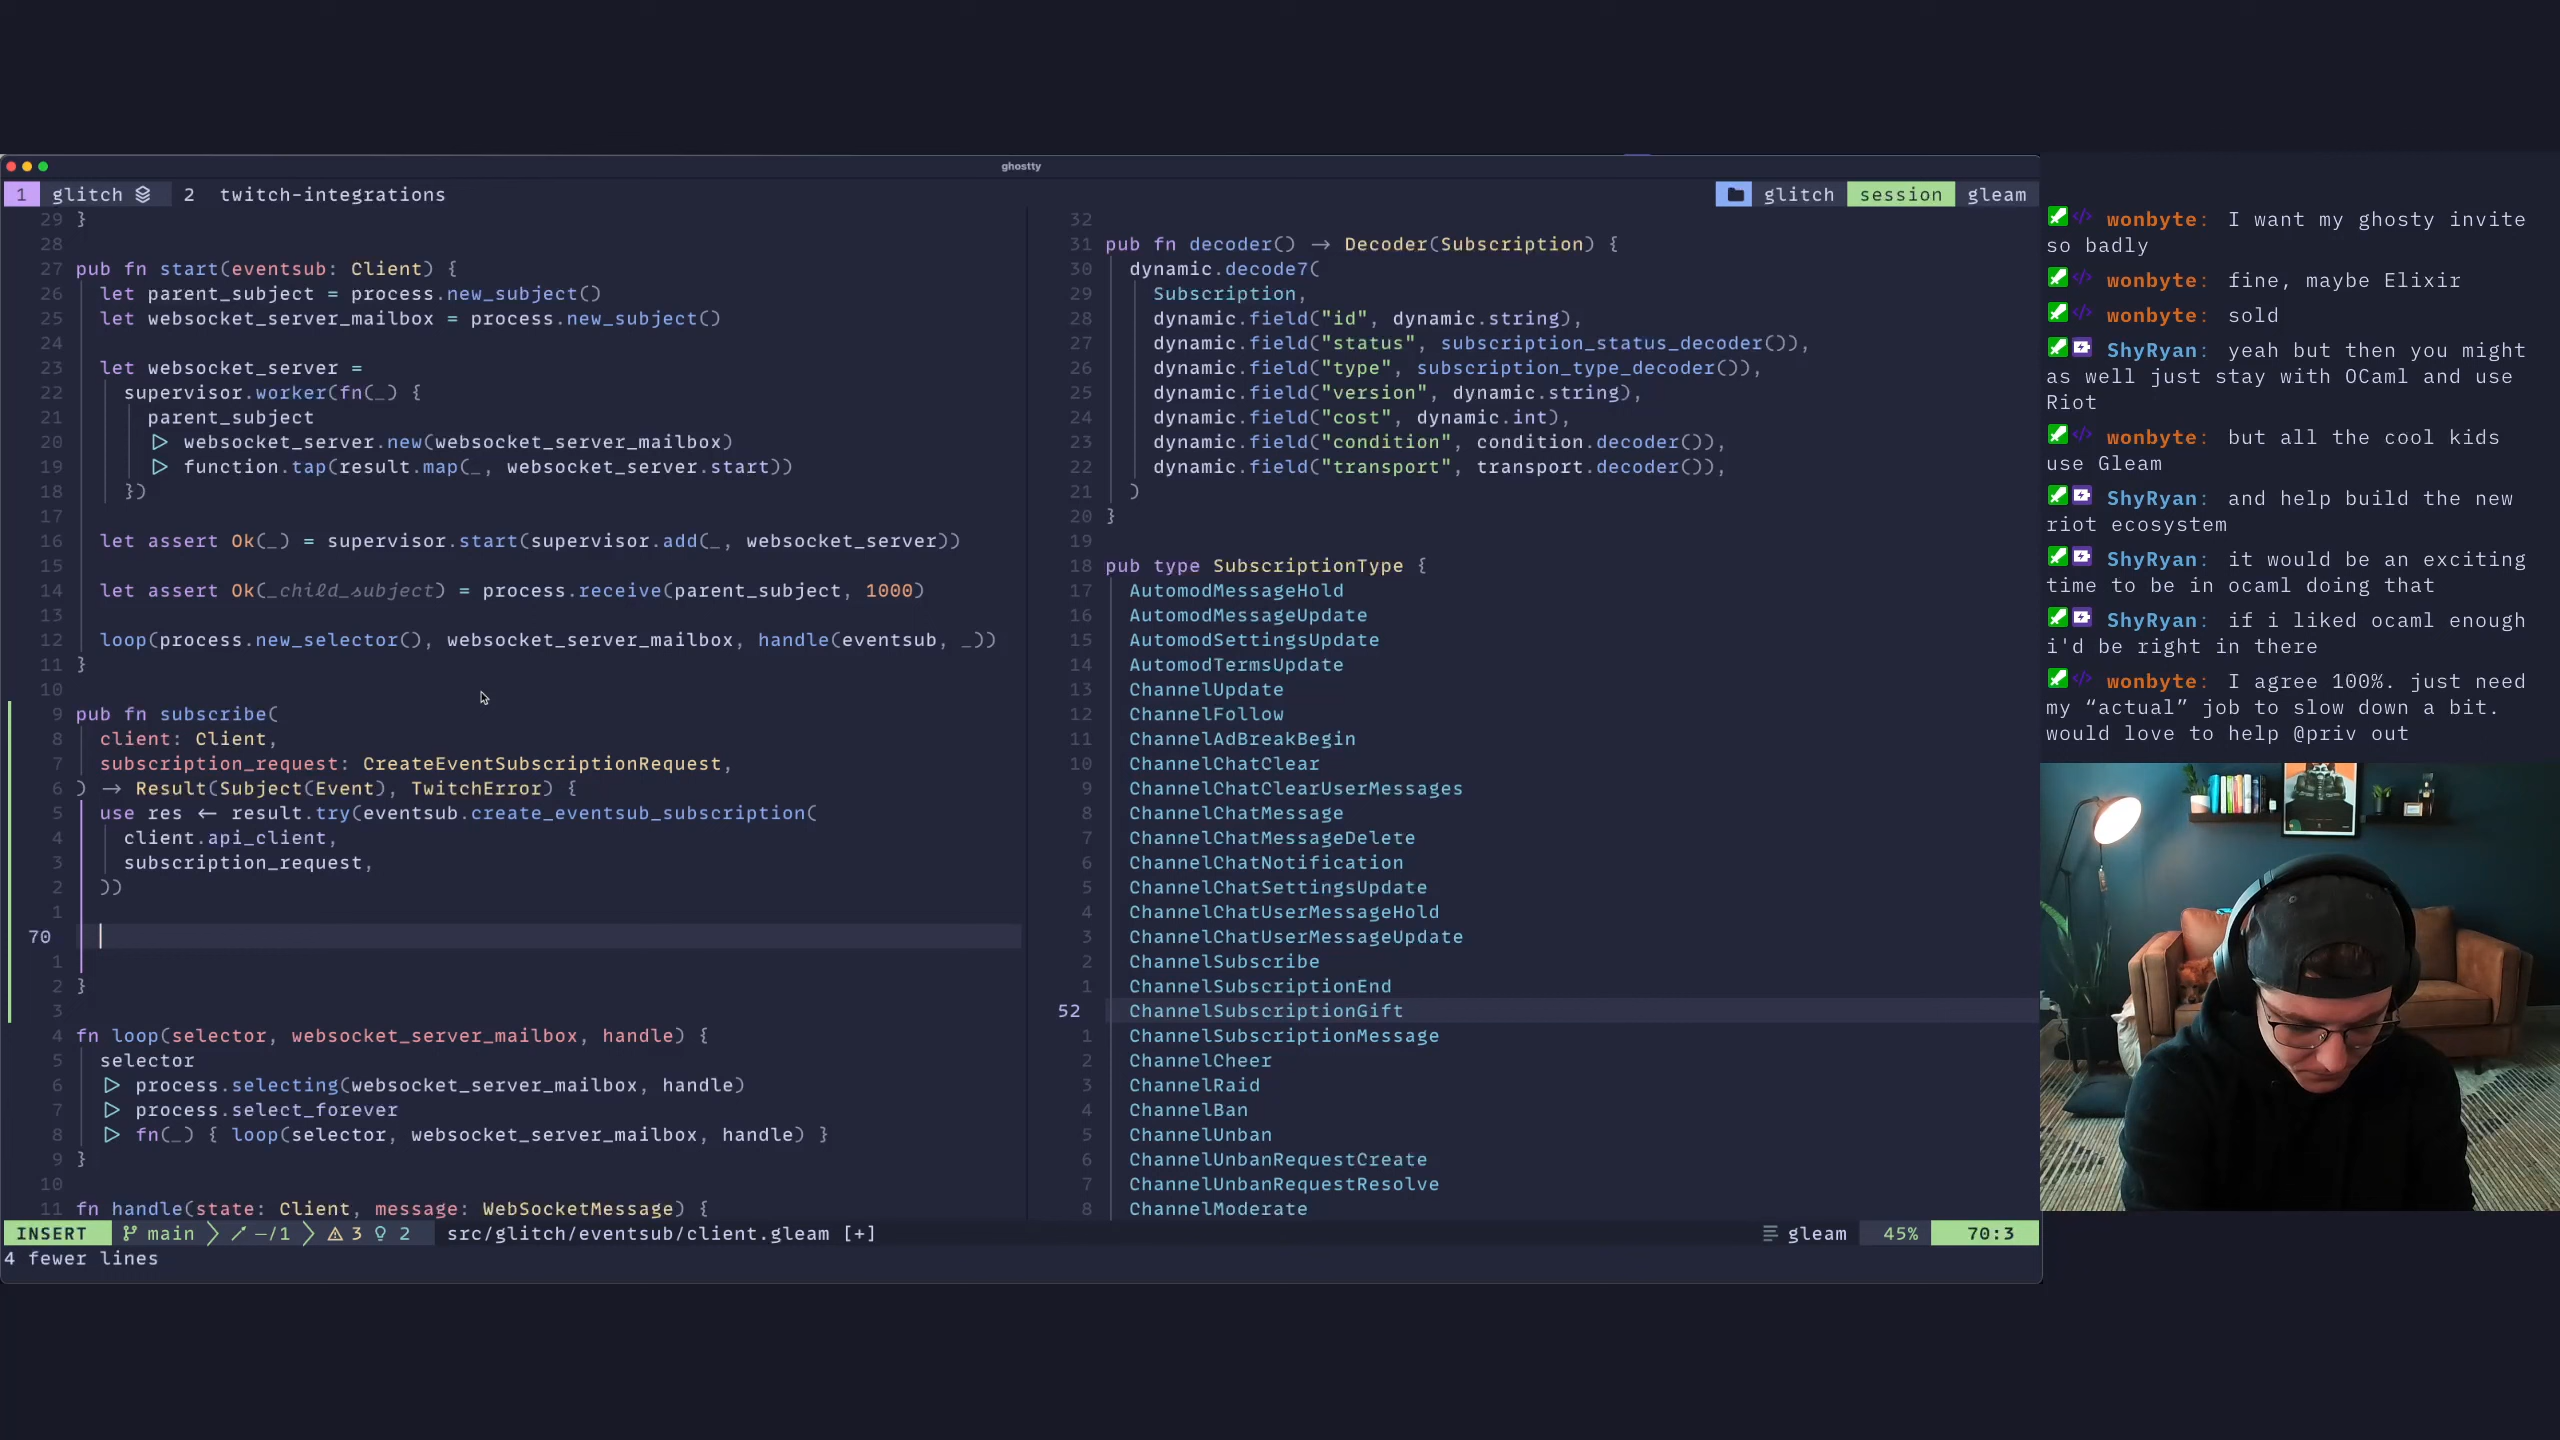 ghostty
1 glitch 2 twitch-integrations
glitch session gleam
29 }
28
27 pub fn start(eventsub: Client) {
26 let parent_subject = process.new_subject()
25 let websocket_server_mailbox = process.new_subject()
24
23 let websocket_server =
22 supervisor.worker(fn(_) {
21 parent_subject
20 ▷ websocket_server.new(websocket_server_mailbox)
19 ▷ function.tap(result.map(_, websocket_server.start))
18 })
17
16 let assert Ok(_) = supervisor.start(supervisor.add(_, websocket_server))
15
14 let assert Ok(_child_subject) = process.receive(parent_subject, 1000)
13
12 loop(process.new_selector(), websocket_server_mailbox, handle(eventsub, _))
11 }
10
9 pub fn subscribe(
8 client: Client,
7 subscription_request: CreateEventSubscriptionRequest,
6 ) → Result(Subject(Event), TwitchError) {
5 use res ← result.try(eventsub.create_eventsub_subscription(
4 client.api_client,
3 subscription_request,
2 ))
1
70
1
2 }
3
4 fn loop(selector, websocket_server_mailbox, handle) {
5 selector
6 ▷ process.selecting(websocket_server_mailbox, handle)
7 ▷ process.select_forever
8 ▷ fn(_) { loop(selector, websocket_server_mailbox, handle) }
9 }
10
11 fn handle(state: Client, message: WebSocketMessage) {
32
31 pub fn decoder() → Decoder(Subscription) {
30 dynamic.decode7(
29 Subscription,
28 dynamic.field("id", dynamic.string),
27 dynamic.field("status", subscription_status_decoder()),
26 dynamic.field("type", subscription_type_decoder()),
25 dynamic.field("version", dynamic.string),
24 dynamic.field("cost", dynamic.int),
23 dynamic.field("condition", condition.decoder()),
22 dynamic.field("transport", transport.decoder()),
21 )
20 }
19
18 pub type SubscriptionType {
17 AutomodMessageHold
16 AutomodMessageUpdate
15 AutomodSettingsUpdate
14 AutomodTermsUpdate
13 ChannelUpdate
12 ChannelFollow
11 ChannelAdBreakBegin
10 ChannelChatClear
9 ChannelChatClearUserMessages
8 ChannelChatMessage
7 ChannelChatMessageDelete
6 ChannelChatNotification
5 ChannelChatSettingsUpdate
4 ChannelChatUserMessageHold
3 ChannelChatUserMessageUpdate
2 ChannelSubscribe
1 ChannelSubscriptionEnd
52 ChannelSubscriptionGift
1 ChannelSubscriptionMessage
2 ChannelCheer
3 ChannelRaid
4 ChannelBan
5 ChannelUnban
6 ChannelUnbanRequestCreate
7 ChannelUnbanRequestResolve
8 ChannelModerate
INSERT main −/1 3 2 src/glitch/eventsub/client.gleam [+] gleam 45% 70:3
4 fewer lines
wonbyte: I want my ghosty invite
so badly
wonbyte: fine, maybe Elixir
wonbyte: sold
ShyRyan: yeah but then you might
as well just stay with OCaml and use
Riot
wonbyte: but all the cool kids
use Gleam
ShyRyan: and help build the new
riot ecosystem
ShyRyan: it would be an exciting
time to be in ocaml doing that
ShyRyan: if i liked ocaml enough
i'd be right in there
wonbyte: I agree 100%. just need
my “actual” job to slow down a bit.
would love to help @priv out